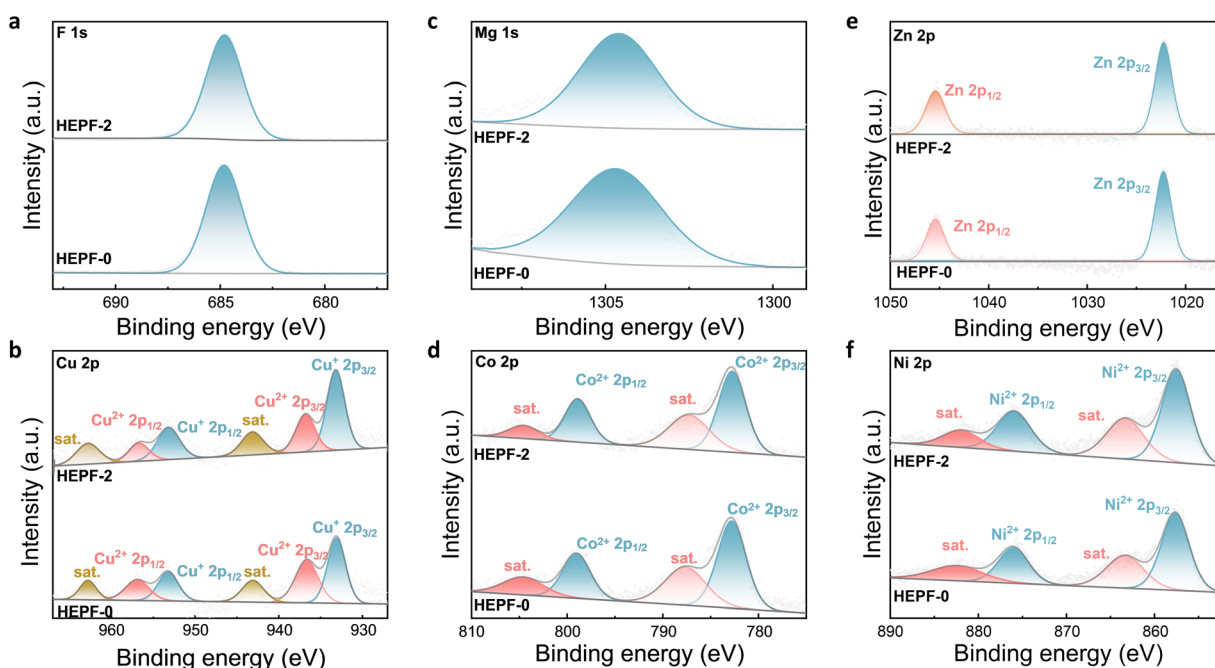 a
F 1s
HEPF-2
HEPF-0
Intensity (a.u.)
690 685 680
Binding energy (eV)
c
Mg 1s
HEPF-2
HEPF-0
Intensity (a.u.)
1305 1300
Binding energy (eV)
e
Zn 2p
Zn 2p3/2
Zn 2p1/2
HEPF-2
Zn 2p3/2
Zn 2p1/2
HEPF-0
Intensity (a.u.)
1050 1040 1030 1020
Binding energy (eV)
b
Cu 2p
Cu+ 2p3/2
Cu2+ 2p3/2
Cu2+ 2p1/2
Cu+ 2p1/2
sat.
sat.
HEPF-2
Cu+ 2p3/2
Cu2+ 2p3/2
Cu2+ 2p1/2
Cu+ 2p1/2
sat.
sat.
HEPF-0
Intensity (a.u.)
960 950 940 930
Binding energy (eV)
d
Co 2p
Co2+ 2p3/2
Co2+ 2p1/2
sat.
sat.
HEPF-2
Co2+ 2p3/2
Co2+ 2p1/2
sat.
sat.
HEPF-0
Intensity (a.u.)
810 800 790 780
Binding energy (eV)
f
Ni 2p
Ni2+ 2p3/2
Ni2+ 2p1/2
sat.
sat.
HEPF-2
Ni2+ 2p3/2
Ni2+ 2p1/2
sat.
sat.
HEPF-0
Intensity (a.u.)
890 880 870 860
Binding energy (eV)